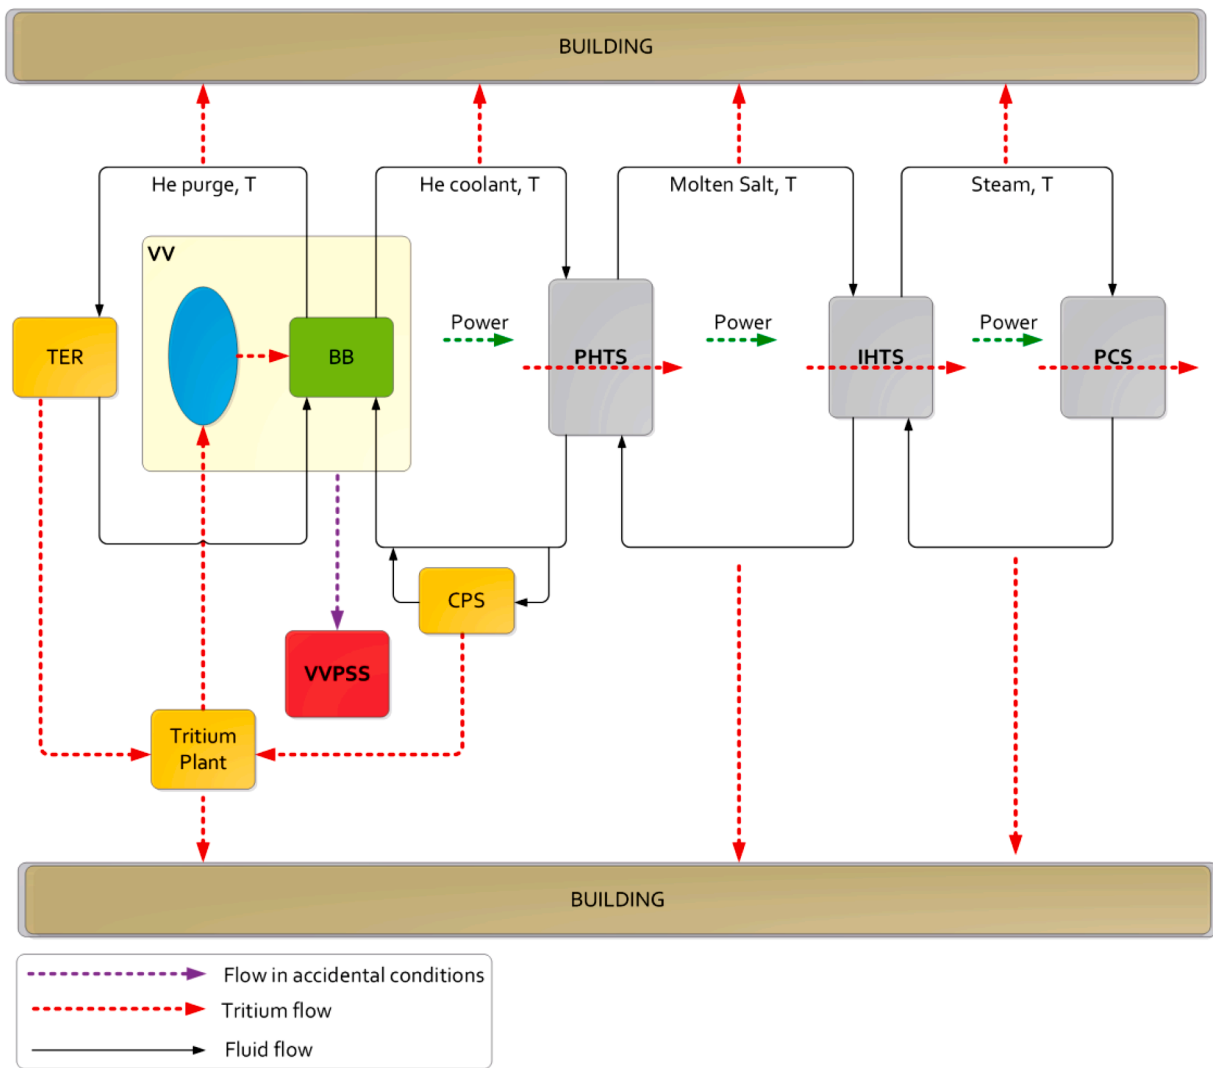 BUILDING
He purge, T
He coolant, T
Molten Salt, T
Steam, T
VV
Power
Power
Power
TER
BB
PHTS
IHTS
PCS
CPS
VVPSS
Tritium
Plant
BUILDING
Flow in accidental conditions
Tritium flow
Fluid flow